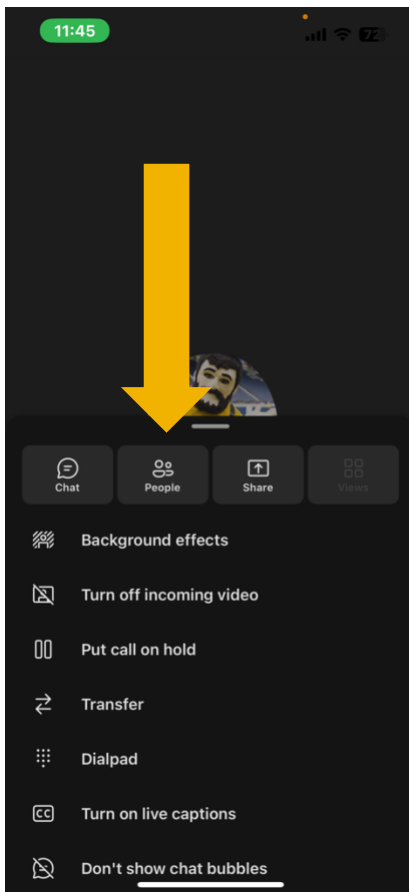 11:45
72
Chat
People
Share
Views
Background effects
Turn off incoming video
Put call on hold
Transfer
Dialpad
CC
Turn on live captions
Don't show chat bubbles